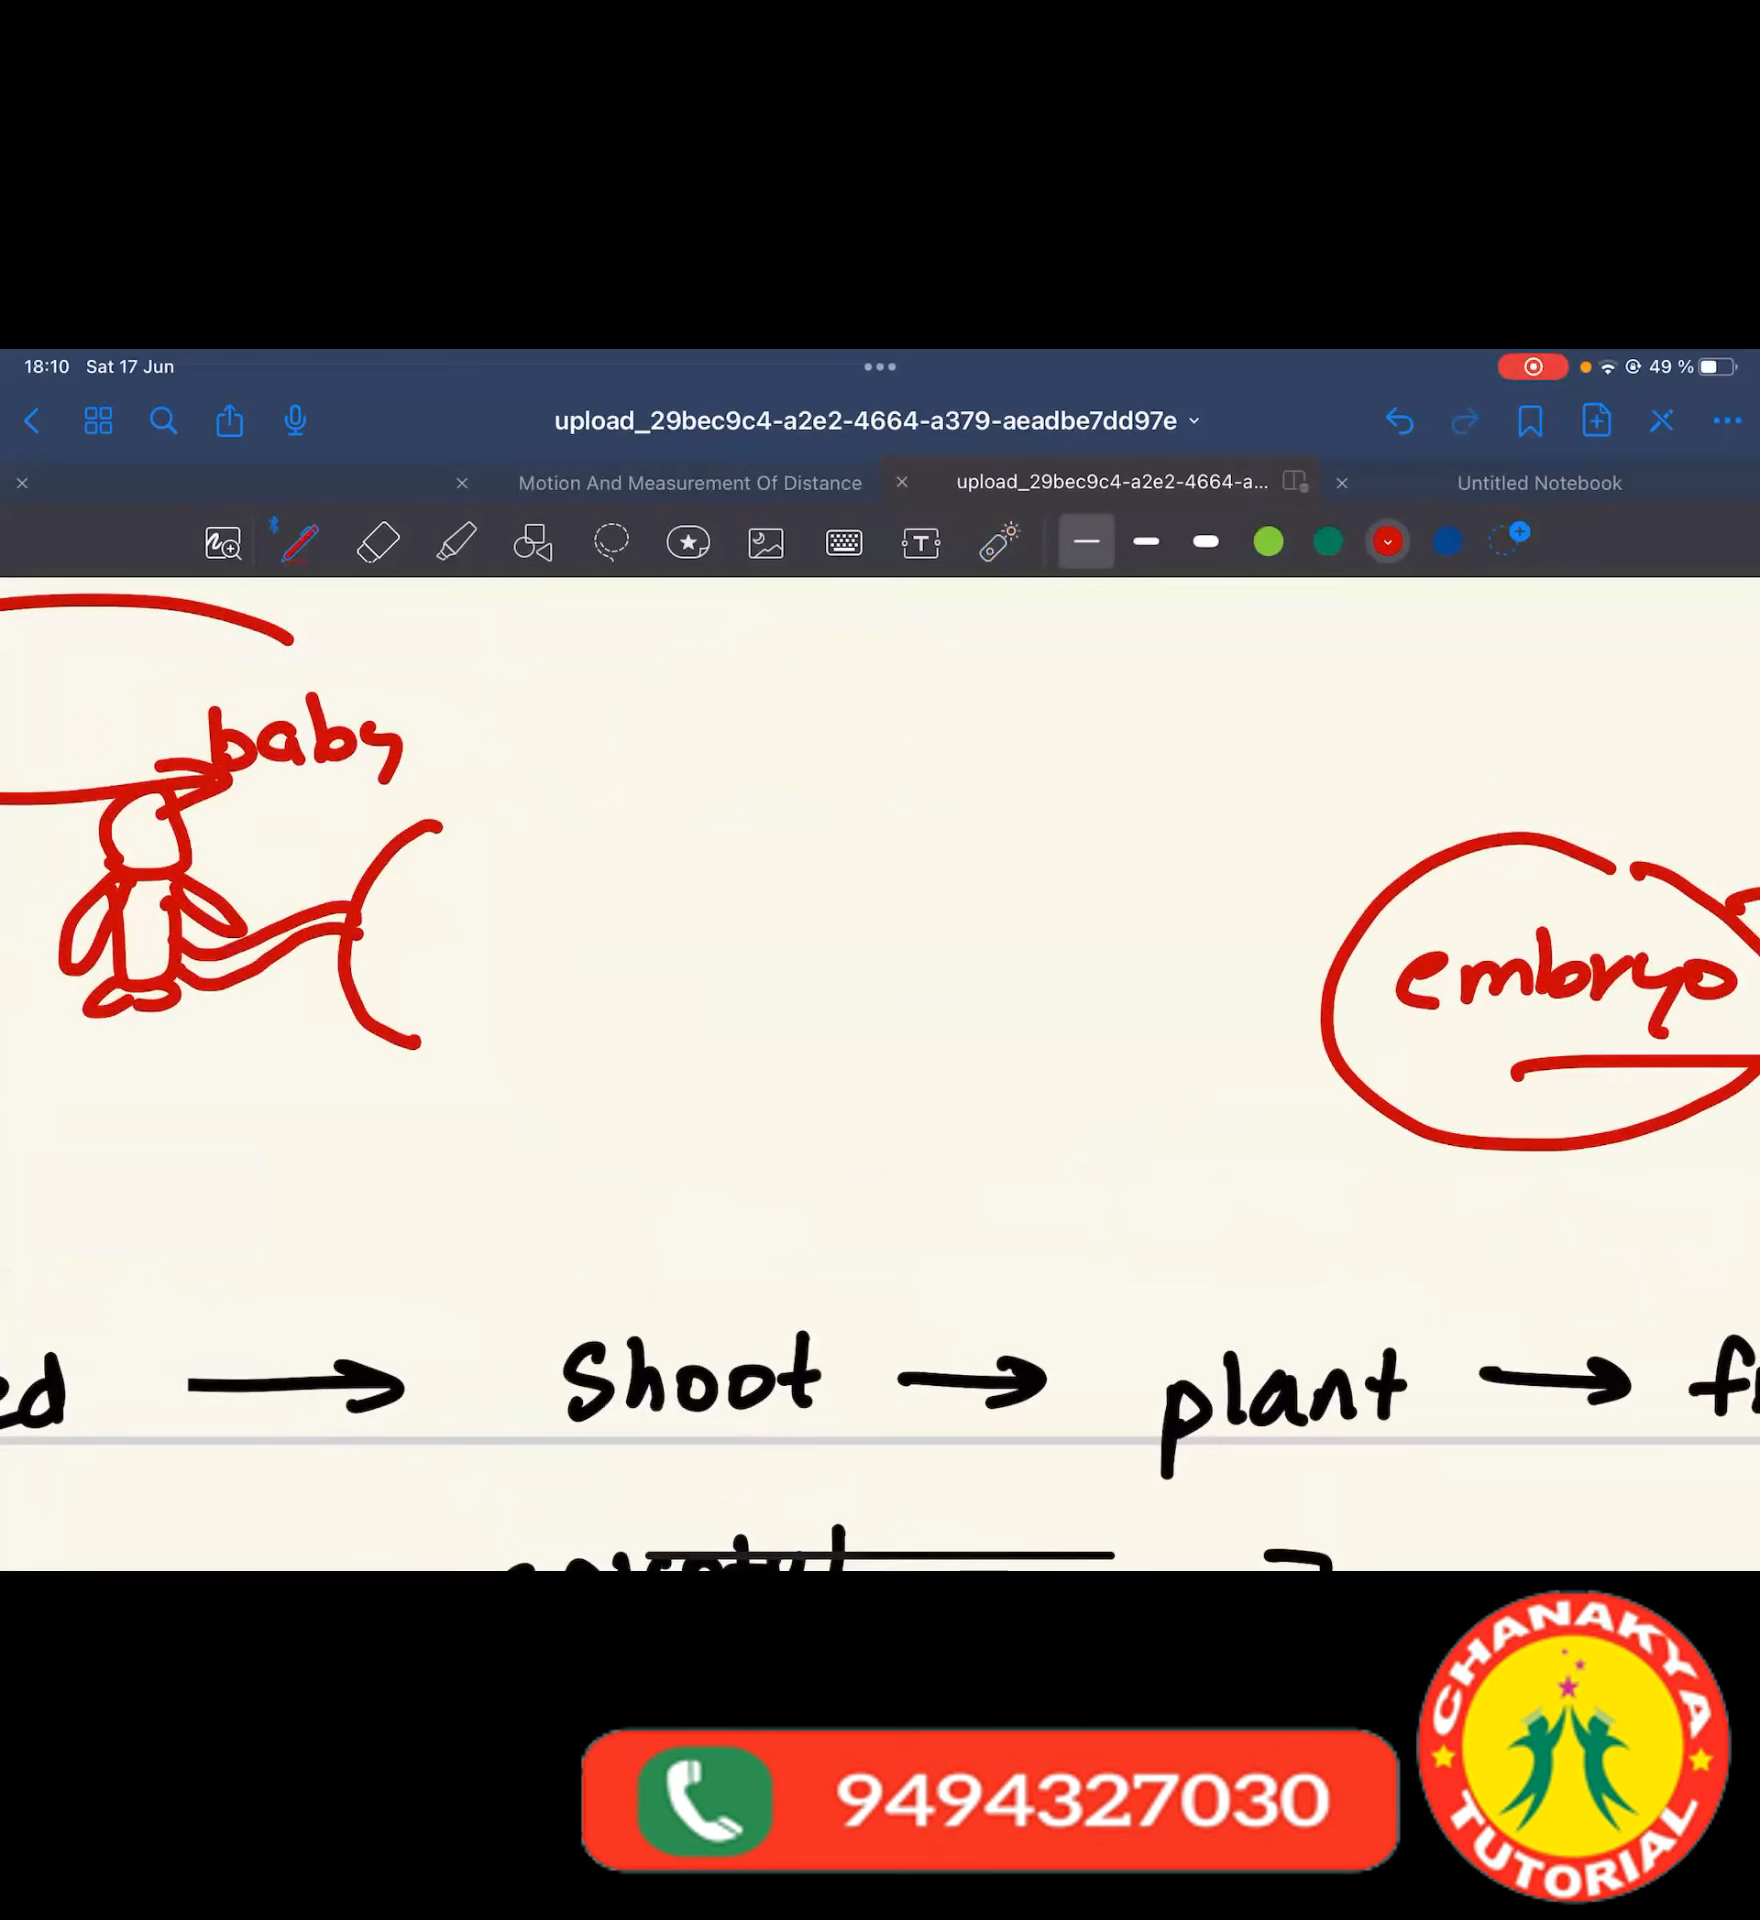 18:10 Sat 17 Jun
49 %
upload_29bec9c4-a2e2-4664-a379-aeadbe7dd97e
Motion And Measurement Of Distance
upload_29bec9c4-a2e2-4664-a...
Untitled Notebook
baby
embryo
ed → Shoot → plant →
9494327030
CHANAKYA
TUTORIAL